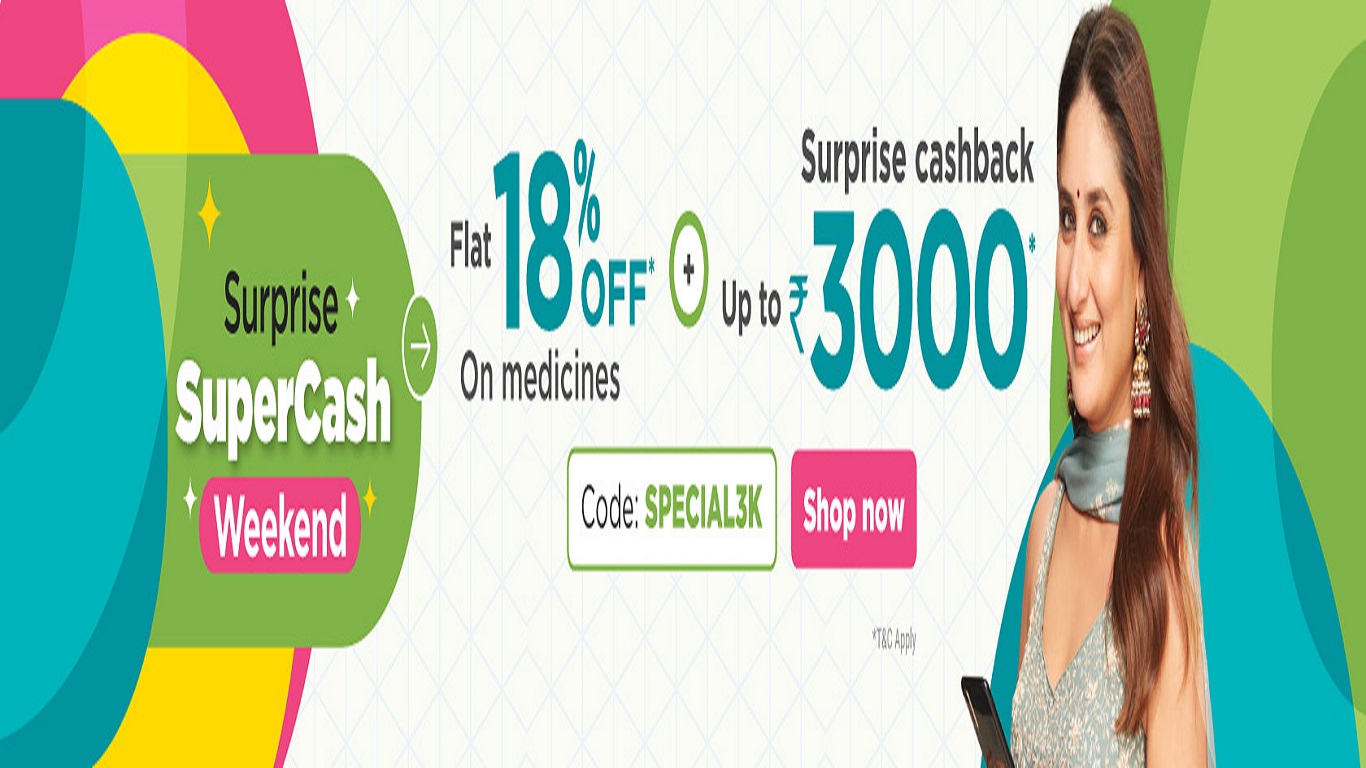 Surprise
SuperCash
Weekend
Flat 18% OFF*
On medicines
+
Surprise cashback
Up to ₹3000*
Code: SPECIAL3K
Shop now
*T&C Apply